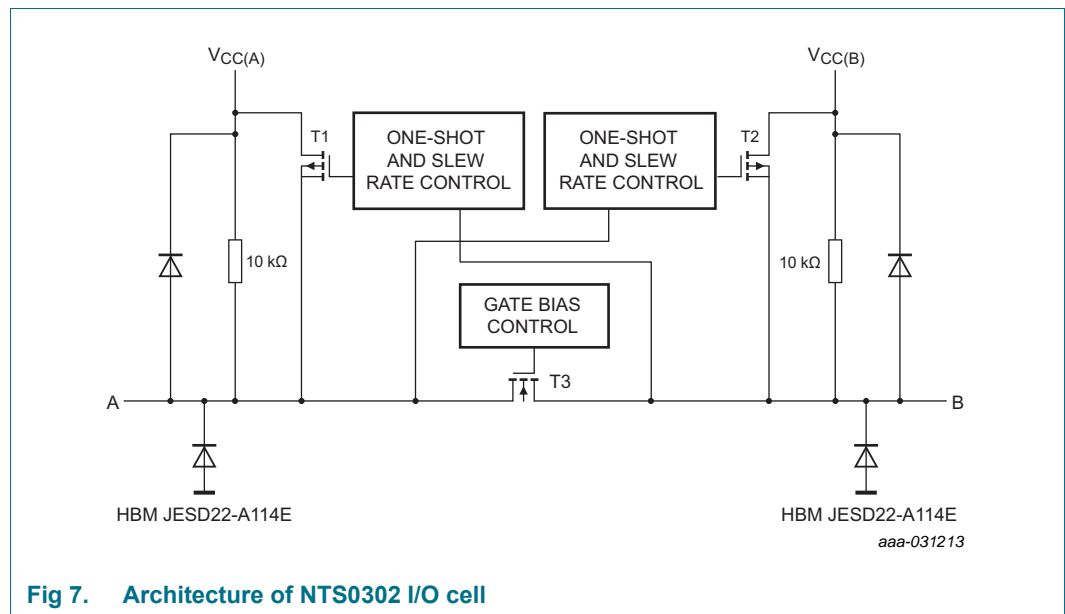 VCC(A)
VCC(B)
T1
ONE-SHOT
AND SLEW
RATE CONTROL
ONE-SHOT
AND SLEW
RATE CONTROL
T2
10 kΩ
10 kΩ
GATE BIAS
CONTROL
T3
A
B
HBM JESD22-A114E
HBM JESD22-A114E
aaa-031213
Fig 7. Architecture of NTS0302 I/O cell